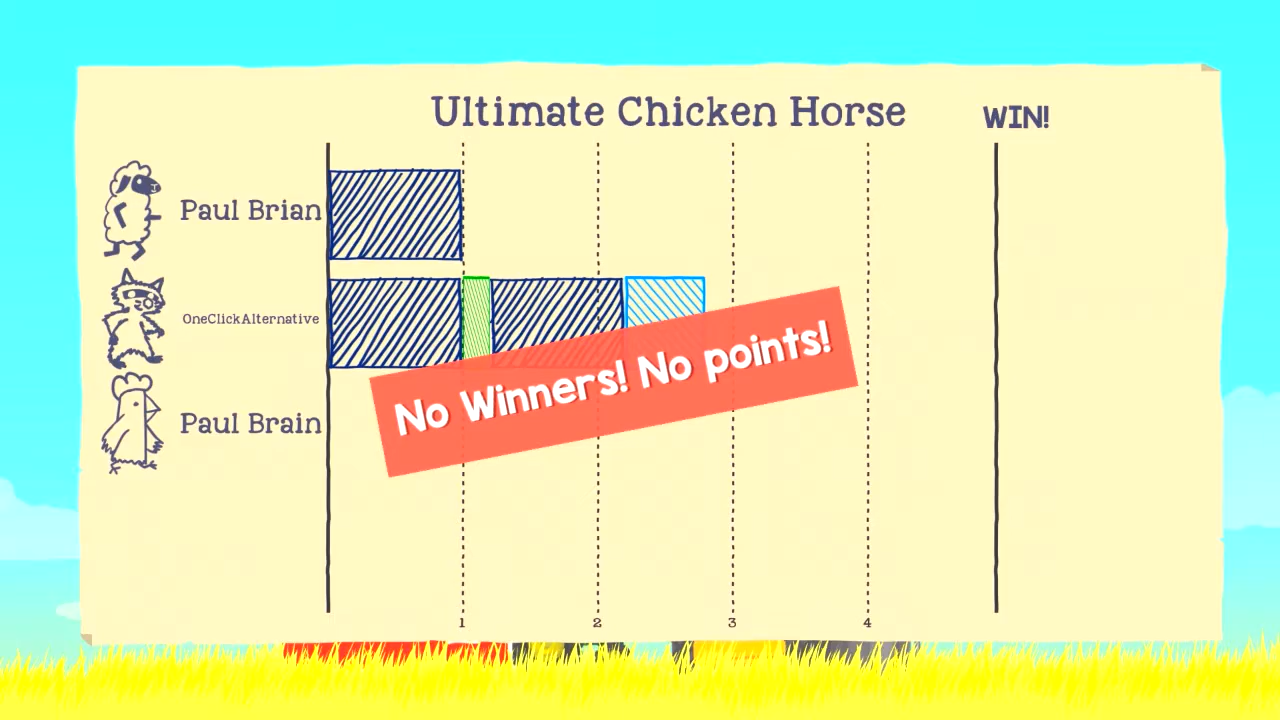 Ultimate Chicken Horse
WIN!
Paul Brian
OneClickAlternative
No Winners! No points!
Paul Brain
1 2 3 4